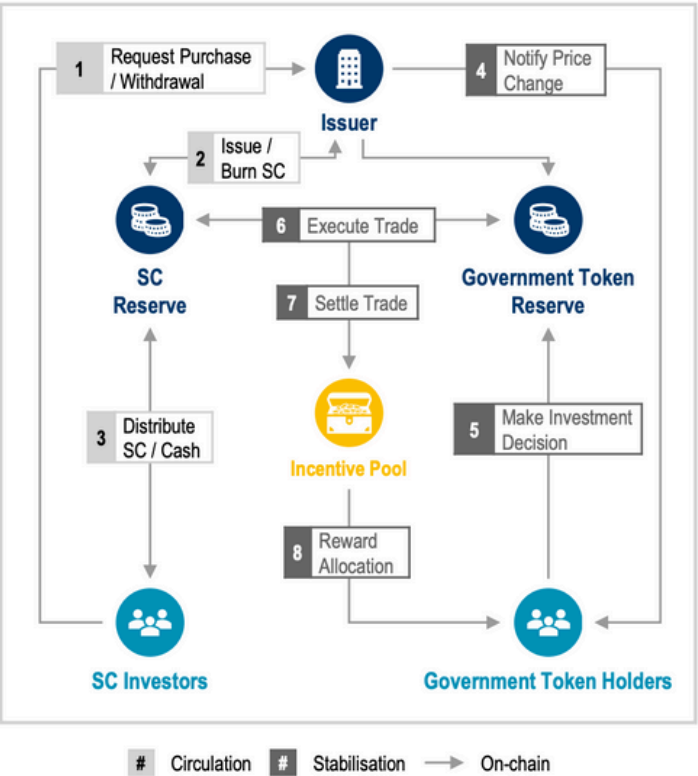 1
Request Purchase
/ Withdrawal
4
Notify Price
Change
Issuer
2
Issue /
Burn SC
6
Execute Trade
SC
Reserve
Government Token
Reserve
7
Settle Trade
3
Distribute
SC / Cash
5
Make Investment
Decision
Incentive Pool
8
Reward
Allocation
SC Investors
Government Token Holders
# Circulation # Stabilisation On-chain